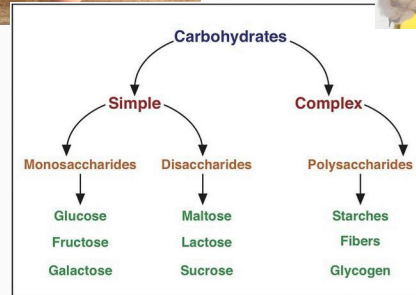 Carbohydrates
Simple Complex
Monosaccharides Disaccharides Polysaccharides
Glucose Maltose Starches
Fructose Lactose Fibers
Galactose Sucrose Glycogen